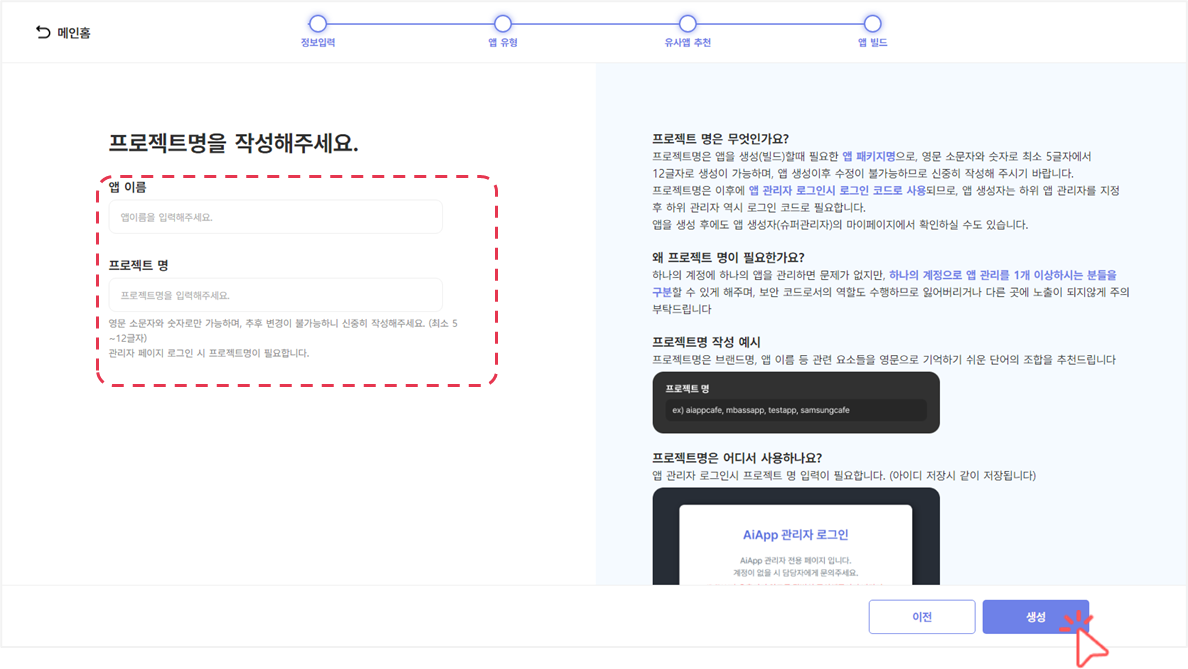 메인홈
정보입력
앱 유형
유사앱 추천
앱 빌드
프로젝트명을 작성해주세요.
앱 이름
앱이름을 입력해주세요.
프로젝트 명
프로젝트명을 입력해주세요.
영문 소문자와 숫자로만 가능하며, 추후 변경이 불가능하니 신중히 작성해주세요. (최소 5
~12글자)
관리자 페이지 로그인 시 프로젝트명이 필요합니다.
프로젝트 명은 무엇인가요?
프로젝트명은 앱을 생성(빌드)할때 필요한 앱 패키지명으로, 영문 소문자와 숫자로 최소 5글자에서
12글자로 생성이 가능하며, 앱 생성이후 수정이 불가능하므로 신중히 작성해 주시기 바랍니다.
프로젝트명은 이후에 앱 관리자 로그인시 로그인 코드로 사용되므로, 앱 생성자는 하위 앱 관리자를 지정
후 하위 관리자 역시 로그인 코드로 필요합니다.
앱을 생성 후에도 앱 생성자(슈퍼관리자)의 마이페이지에서 확인하실 수도 있습니다.
왜 프로젝트 명이 필요한가요?
하나의 계정에 하나의 앱을 관리하면 문제가 없지만, 하나의 계정으로 앱 관리를 1개 이상하시는 분들을
구분할 수 있게 해주며, 보안 코드로서의 역할도 수행하므로 잃어버리거나 다른 곳에 노출이 되지않게 주의
부탁드립니다
프로젝트명 작성 예시
프로젝트명은 브랜드명, 앱 이름 등 관련 요소들을 영문으로 기억하기 쉬운 단어의 조합을 추천드립니다
프로젝트 명
ex) aiappcafe, mbassapp, testapp, samsungcafe
프로젝트명은 어디서 사용하나요?
앱 관리자 로그인시 프로젝트 명 입력이 필요합니다. (아이디 저장시 같이 저장됩니다)
AiApp 관리자 로그인
AiApp 관리자 전용 페이지 입니다.
계정이 없을 시 담당자에게 문의주세요.
이전
생성